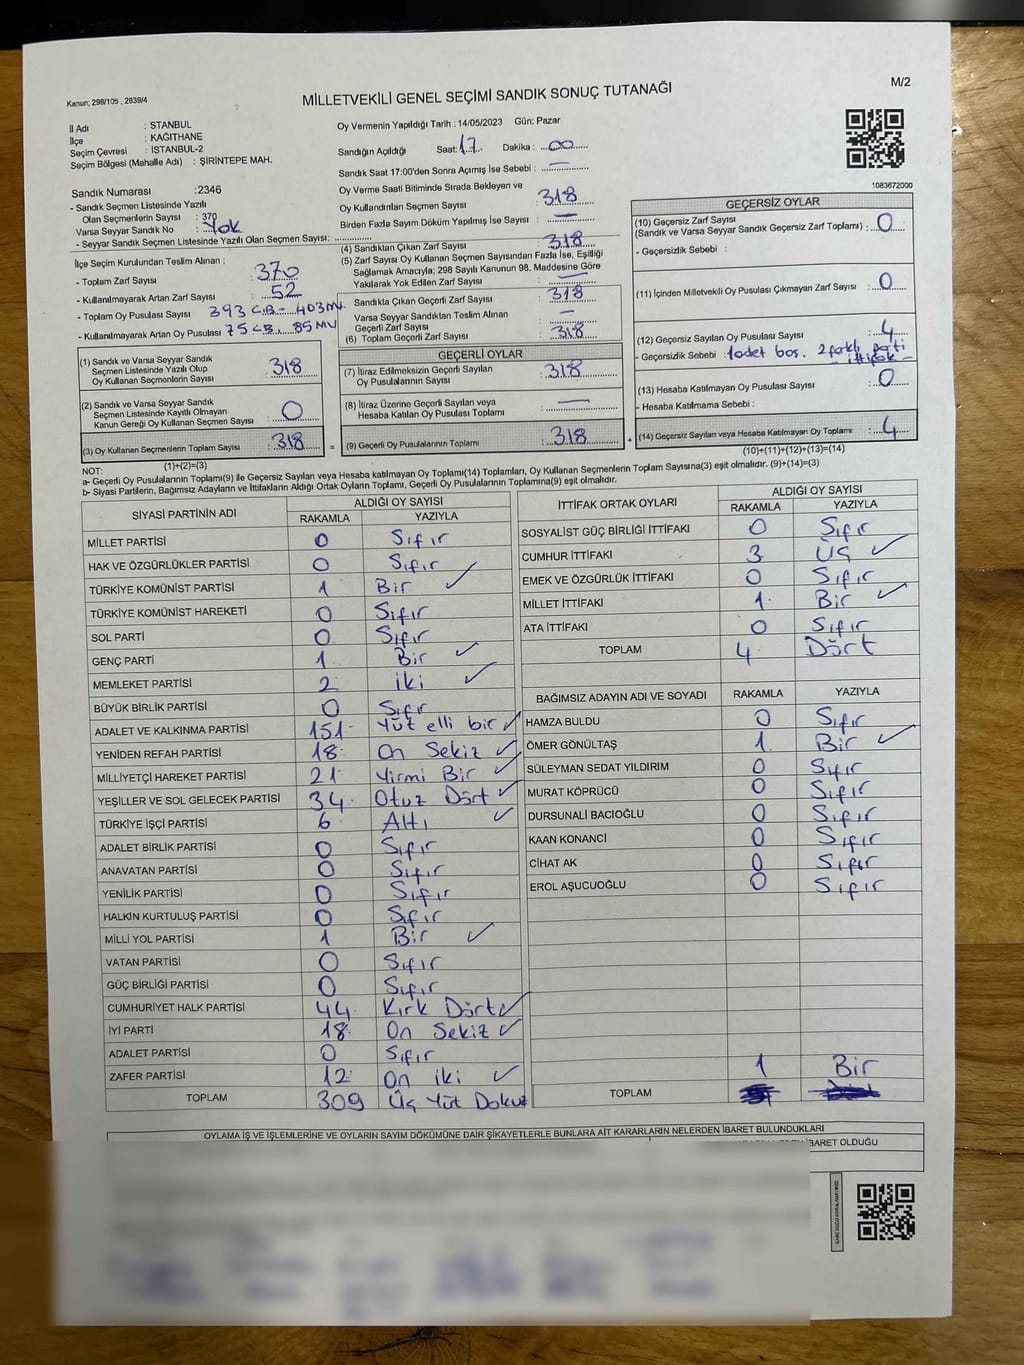 M/2
Kanun; 298/105 , 2839/4
MİLLETVEKİLİ GENEL SEÇİMİ SANDIK SONUÇ TUTANAĞI
İl Adı : STANBUL
İlçe : KAĞITHANE
Seçim Çevresi : İSTANBUL-2
Seçim Bölgesi (Mahalle Adı) : ŞİRİNTEPE MAH.
Sandık Numarası :2346
- Sandık Seçmen Listesinde Yazılı
Olan Seçmenlerin Sayısı : 370
Varsa Seyyar Sandık No : Yok
- Seyyar Sandık Seçmen Listesinde Yazılı Olan Seçmen Sayısı:
İlçe Seçim Kurulundan Teslim Alınan ;
- Toplam Zarf Sayısı : 370
- Kullanılmayarak Artan Zarf Sayısı : 52
- Toplam Oy Pusulası Sayısı : 393 C.B - 403 MV.
- Kullanılmayarak Artan Oy Pusulası 75 CB. 85 MV
Oy Vermenin Yapıldığı Tarih : 14/05/2023 Gün: Pazar
Sandığın Açıldığı Saat: 17 Dakika : 00
Sandık Saat 17:00'den Sonra Açımış İse Sebebi : —
Oy Verme Saati Bitiminde Sırada Bekleyen ve
Oy Kullandırılan Seçmen Sayısı : 318
Birden Fazla Sayım Döküm Yapılmış İse Sayısı : —
(4) Sandıktan Çıkan Zarf Sayısı : 318
(5) Zarf Sayısı Oy Kullanan Seçmen Sayısından Fazla İse, Eşitliği
Sağlamak Amacıyla; 298 Sayılı Kanunun 98. Maddesine Göre
Yakılarak Yok Edilen Zarf Sayısı : —
Sandıkla Çıkan Geçerli Zarf Sayısı : 318
Varsa Seyyar Sandıktan Teslim Alınan
Geçerli Zarf Sayısı : —
(6) Toplam Geçerli Zarf Sayısı : 318
1083672000
GEÇERSİZ OYLAR
(10) Geçersiz Zarf Sayısı
(Sandık ve Varsa Seyyar Sandık Geçersiz Zarf Toplamı) : 0
- Geçersizlik Sebebi :
(11) İçinden Milletvekili Oy Pusulası Çıkmayan Zarf Sayısı : 0
(12) Geçersiz Sayılan Oy Pusulası Sayısı : 4
- Geçersizlik Sebebi : 1 adet boş. 2 farklı parti
- ittifak -
(13) Hesaba Katılmayan Oy Pusulası Sayısı : 0
- Hesaba Katılmama Sebebi :
(14) Geçersiz Sayılan veya Hesaba Katılmayan Oy Toplamı : 4
(10)+(11)+(12)+(13)=(14)
(1) Sandık ve Varsa Seyyar Sandık
Seçmen Listesinde Yazılı Olup
Oy Kullanan Seçmenlerin Sayısı : 318
(2) Sandık ve Varsa Seyyar Sandık
Seçmen Listesinde Kayıtlı Olmayan
Kanun Gereği Oy Kullanan Seçmen Sayısı : 0
(3) Oy Kullanan Seçmenlerin Toplam Sayısı : 318
(1)+(2)=(3)
GEÇERLİ OYLAR
(7) İtiraz Edilmeksizin Geçerli Sayılan
Oy Pusulalarının Sayısı : 318
(8) İtiraz Üzerine Geçerli Sayılan veya
Hesaba Katılan Oy Pusulası Toplamı : —
= (9) Geçerli Oy Pusulalarının Toplamı : 318 +
NOT:
a- Geçerli Oy Pusulalarının Toplamı(9) ile Geçersiz Sayılan veya Hesaba katılmayan Oy Toplamı(14) Toplamları, Oy Kullanan Seçmenlerin Toplam Sayısına(3) eşit olmalıdır. (9)+(14)=(3)
b- Siyasi Partilerin, Bağımsız Adayların ve İttifakların Aldığı Ortak Oyların Toplamı, Geçerli Oy Pusulalarının Toplamına(9) eşit olmalıdır.
SİYASİ PARTİNİN ADI ALDIĞI OY SAYISI
RAKAMLA YAZIYLA
MİLLET PARTİSİ 0 Sıfır
HAK VE ÖZGÜRLÜKLER PARTİSİ 0 Sıfır
TÜRKİYE KOMÜNİST PARTİSİ 1 Bir ✓
TÜRKİYE KOMÜNİST HAREKETİ 0 Sıfır
SOL PARTİ 0 Sıfır
GENÇ PARTİ 1 Bir ✓
MEMLEKET PARTİSİ 2 iki ✓
BÜYÜK BİRLİK PARTİSİ 0 Sıfır
ADALET VE KALKINMA PARTİSİ 151 Yüz elli bir ✓
YENİDEN REFAH PARTİSİ 18 On Sekiz ✓
MİLLİYETÇİ HAREKET PARTİSİ 21 Yirmi Bir ✓
YEŞİLLER VE SOL GELECEK PARTİSİ 34 Otuz Dört ✓
TÜRKİYE İŞÇİ PARTİSİ 6 Altı ✓
ADALET BİRLİK PARTİSİ 0 Sıfır
ANAVATAN PARTİSİ 0 Sıfır
YENİLİK PARTİSİ 0 Sıfır
HALKIN KURTULUŞ PARTİSİ 0 Sıfır
MİLLİ YOL PARTİSİ 1 Bir ✓
VATAN PARTİSİ 0 Sıfır
GÜÇ BİRLİĞİ PARTİSİ 0 Sıfır
CUMHURİYET HALK PARTİSİ 44 Kırk Dört ✓
İYİ PARTİ 18 On Sekiz ✓
ADALET PARTİSİ 0 Sıfır
ZAFER PARTİSİ 12 On iki ✓
TOPLAM 309 Üç Yüz Dokuz
İTTİFAK ORTAK OYLARI ALDIĞI OY SAYISI
RAKAMLA YAZIYLA
SOSYALİST GÜÇ BİRLİĞİ İTTİFAKI 0 Sıfır
CUMHUR İTTİFAKI 3 Üç ✓
EMEK VE ÖZGÜRLÜK İTTİFAKI 0 Sıfır
MİLLET İTTİFAKI 1 Bir ✓
ATA İTTİFAKI 0 Sıfır
TOPLAM 4 Dört
BAĞIMSIZ ADAYIN ADI VE SOYADI RAKAMLA YAZIYLA
HAMZA BULDU 0 Sıfır
ÖMER GÖNÜLTAŞ 1 Bir ✓
SÜLEYMAN SEDAT YILDIRIM 0 Sıfır
MURAT KÖPRÜCÜ 0 Sıfır
DURSUNALİ BACIOĞLU 0 Sıfır
KAAN KONANCİ 0 Sıfır
CİHAT AK 0 Sıfır
EROL AŞUCUOĞLU 0 Sıfır
1 Bir
TOPLAM
OYLAMA İŞ VE İŞLEMLERİNE VE OYLARIN SAYIM DÖKÜMÜNE DAİR ŞİKAYETLERLE BUNLARA AİT KARARLARIN NELERDEN İBARET BULUNDUKLARI
İBARET OLDUĞU